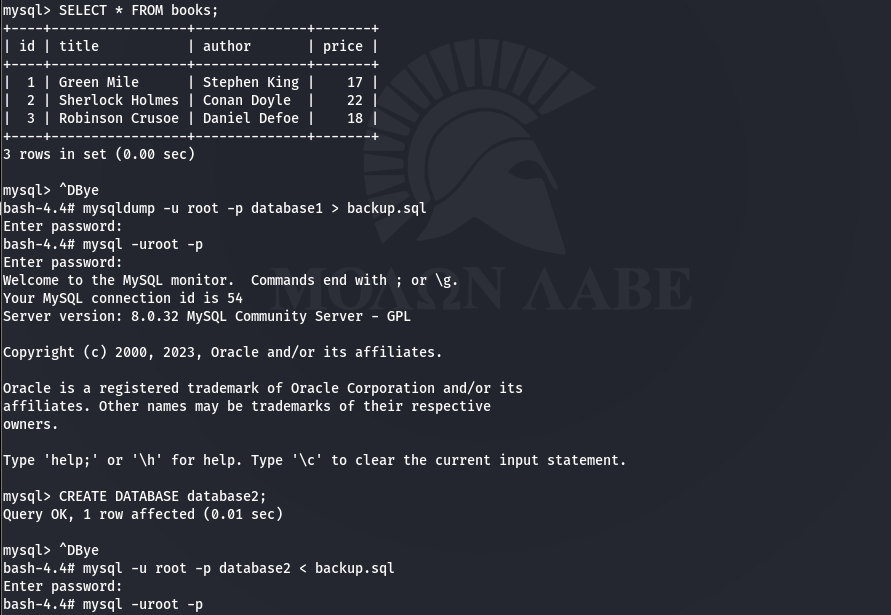 mysql> SELECT * FROM books;
+----+-----------------+--------------+-------+
| id | title           | author       | price |
+----+-----------------+--------------+-------+
|  1 | Green Mile      | Stephen King |    17 |
|  2 | Sherlock Holmes | Conan Doyle  |    22 |
|  3 | Robinson Crusoe | Daniel Defoe |    18 |
+----+-----------------+--------------+-------+
3 rows in set (0.00 sec)
mysql> ^DBye
bash-4.4# mysqldump -u root -p database1 > backup.sql
Enter password:
bash-4.4# mysql -uroot -p
Enter password:
Welcome to the MySQL monitor.  Commands end with ; or \g.
Your MySQL connection id is 54
Server version: 8.0.32 MySQL Community Server - GPL
Copyright (c) 2000, 2023, Oracle and/or its affiliates.
Oracle is a registered trademark of Oracle Corporation and/or its
affiliates. Other names may be trademarks of their respective
owners.
Type 'help;' or '\h' for help. Type '\c' to clear the current input statement.
mysql> CREATE DATABASE database2;
Query OK, 1 row affected (0.01 sec)
mysql> ^DBye
bash-4.4# mysql -u root -p database2 < backup.sql
Enter password:
bash-4.4# mysql -uroot -p
ΜΟΛΩΝ ΛΑΒΕ